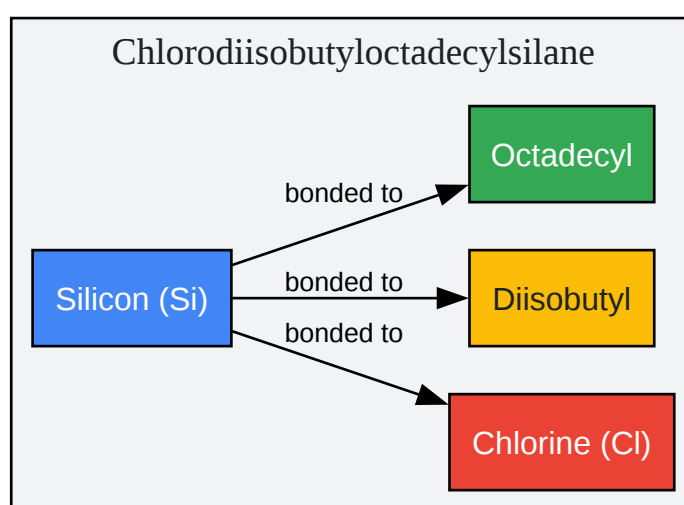 Chlorodiisobutyloctadecylsilane
Octadecyl
bonded to
Silicon (Si)
bonded to
Diisobutyl
bonded to
Chlorine (Cl)